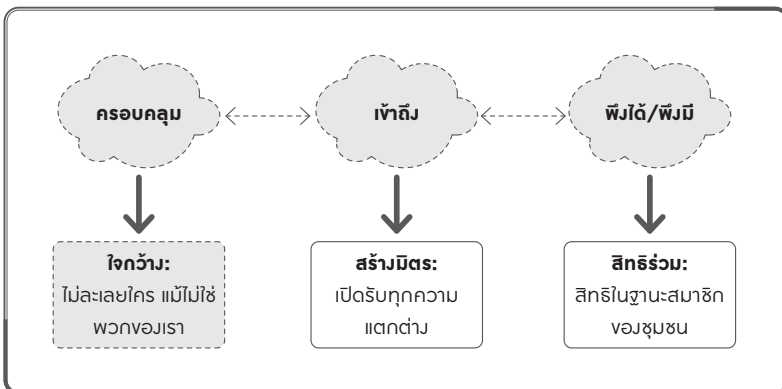 ครอบคลุม
เข้าถึง
พึงได้/พึงมี
ใจกว้าง:
ไม่ละเลยใคร แม้ไม่ใช่
พวกของเรา
สร้างมิตร:
เปิดรับทุกความ
แตกต่าง
สิทธิร่วม:
สิทธิในฐานะสมาชิก
ของชุมชน